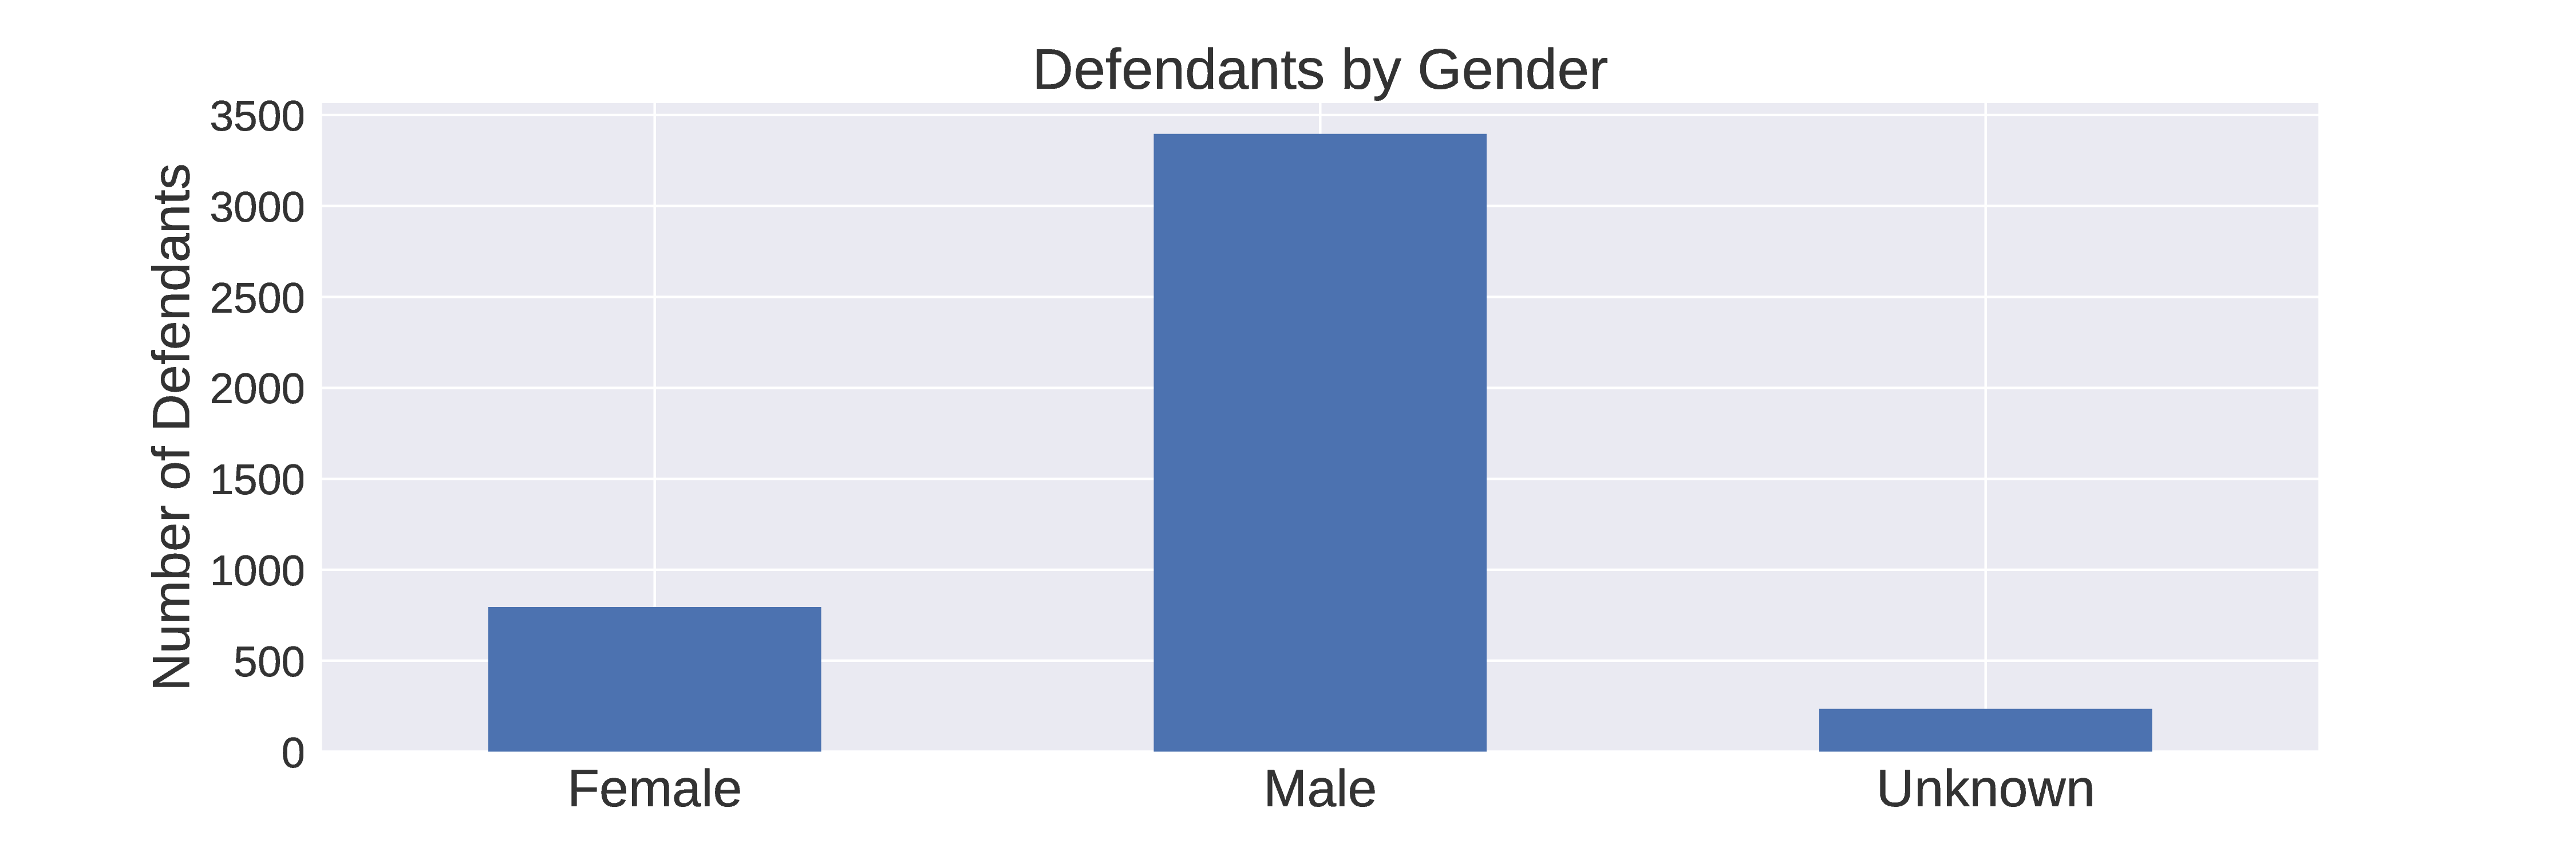 Defendants by Gender
Number of Defendants
3500
3000
2500
2000
1500
1000
500
0
Female
Male
Unknown